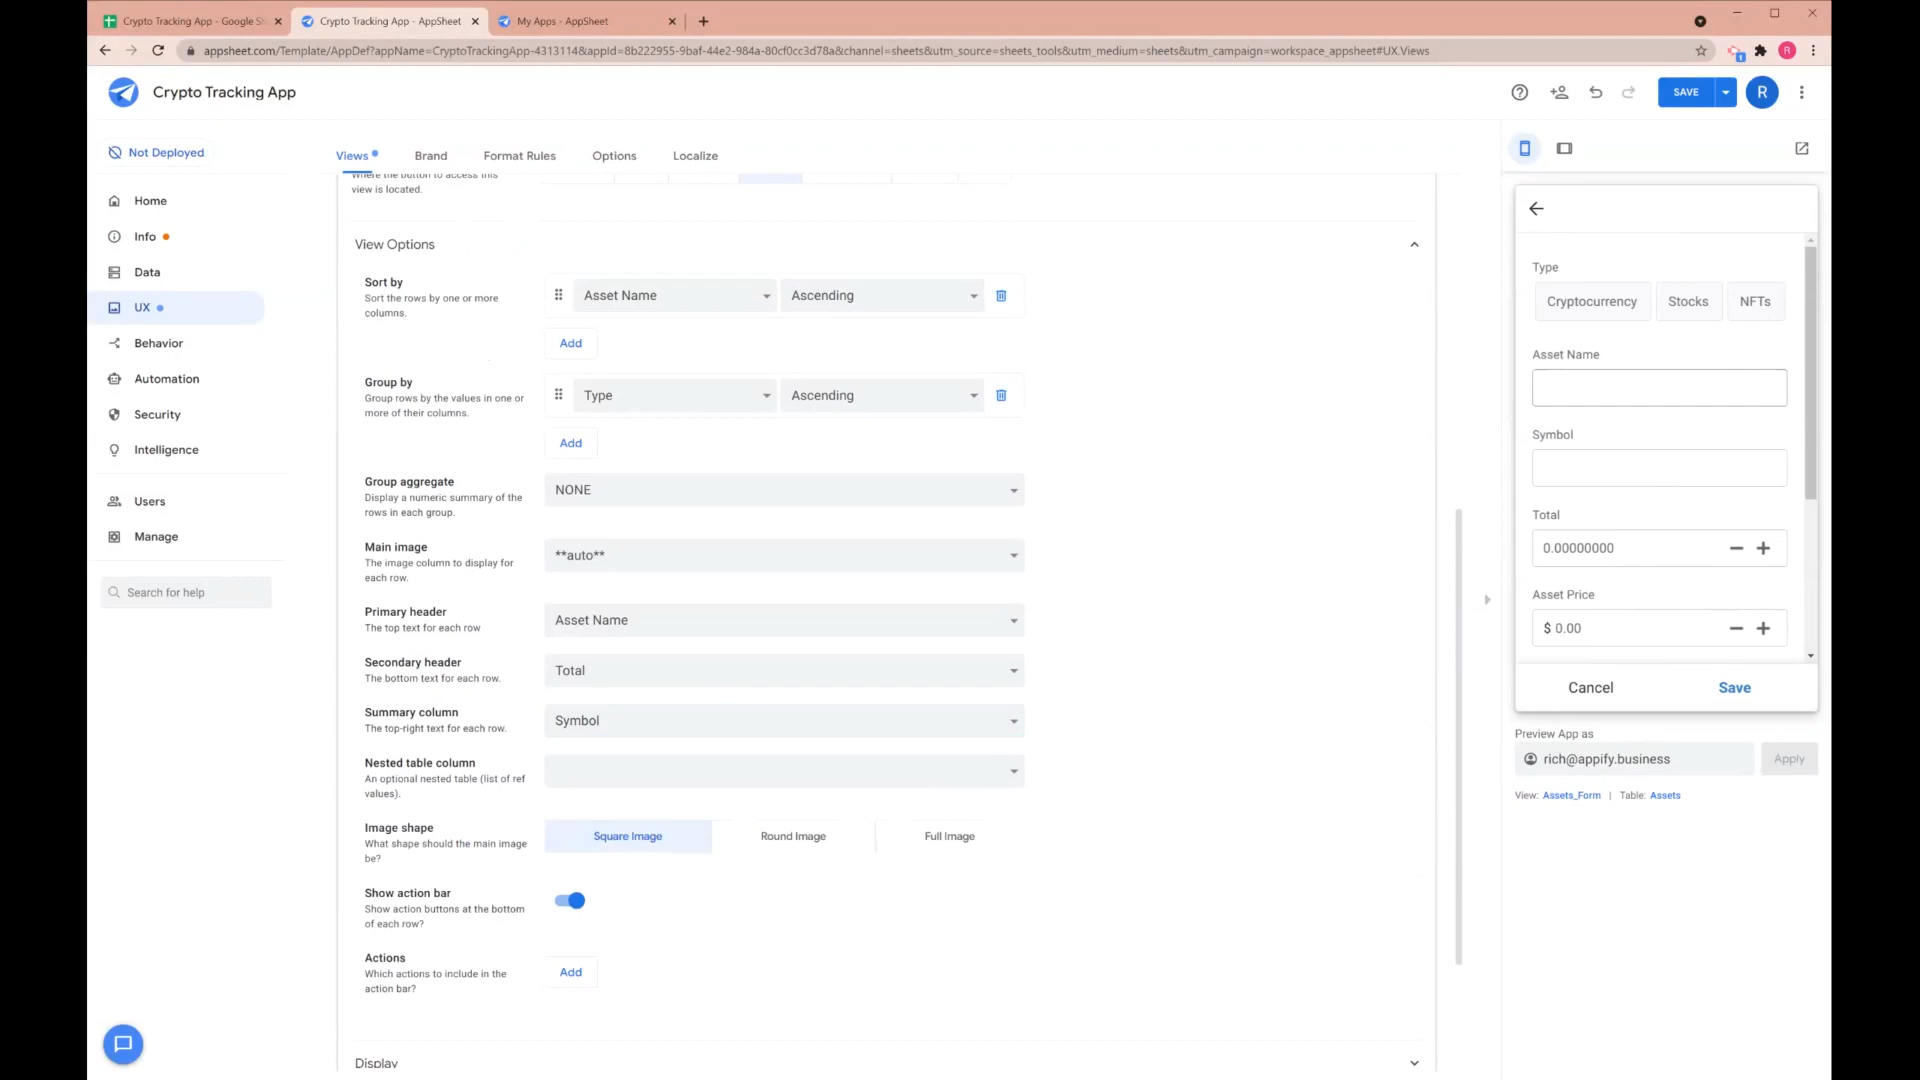 Crypto Tracking App - Google Sh
Crypto Tracking App - AppSheet
My Apps - AppSheet
appsheet.com/Template/AppDef?appName=CryptoTrackingApp-4313114&appId=8b222955-9baf-44e2-984a-80cf0cc3d78a&channel=sheets&utm_source=sheets_tools&utm_medium=sheets&utm_campaign=workspace_appsheet#UX.Views
R
1
Crypto Tracking App
SAVE
R
Not Deployed
Home
Info
Data
UX
Behavior
Automation
Security
Intelligence
Users
Manage
Search for help
Views
Brand
Format Rules
Options
Localize
Where the button to access this
view is located.
View Options
Sort by
Sort the rows by one or more
columns.
Asset Name
Ascending
Add
Group by
Group rows by the values in one or
more of their columns.
Type
Ascending
Add
Group aggregate
Display a numeric summary of the
rows in each group.
NONE
Main image
The image column to display for
each row.
**auto**
Primary header
The top text for each row
Asset Name
Secondary header
The bottom text for each row.
Total
Summary column
The top-right text for each row.
Symbol
Nested table column
An optional nested table (list of ref
values).
Image shape
What shape should the main image
be?
Square Image
Round Image
Full Image
Show action bar
Show action buttons at the bottom
of each row?
Actions
Which actions to include in the
action bar?
Add
Display
Type
Cryptocurrency
Stocks
NFTs
Asset Name
Symbol
Total
0.00000000
Asset Price
$ 0.00
Cancel
Save
Preview App as
rich@appify.business
Apply
View: Assets_Form | Table: Assets